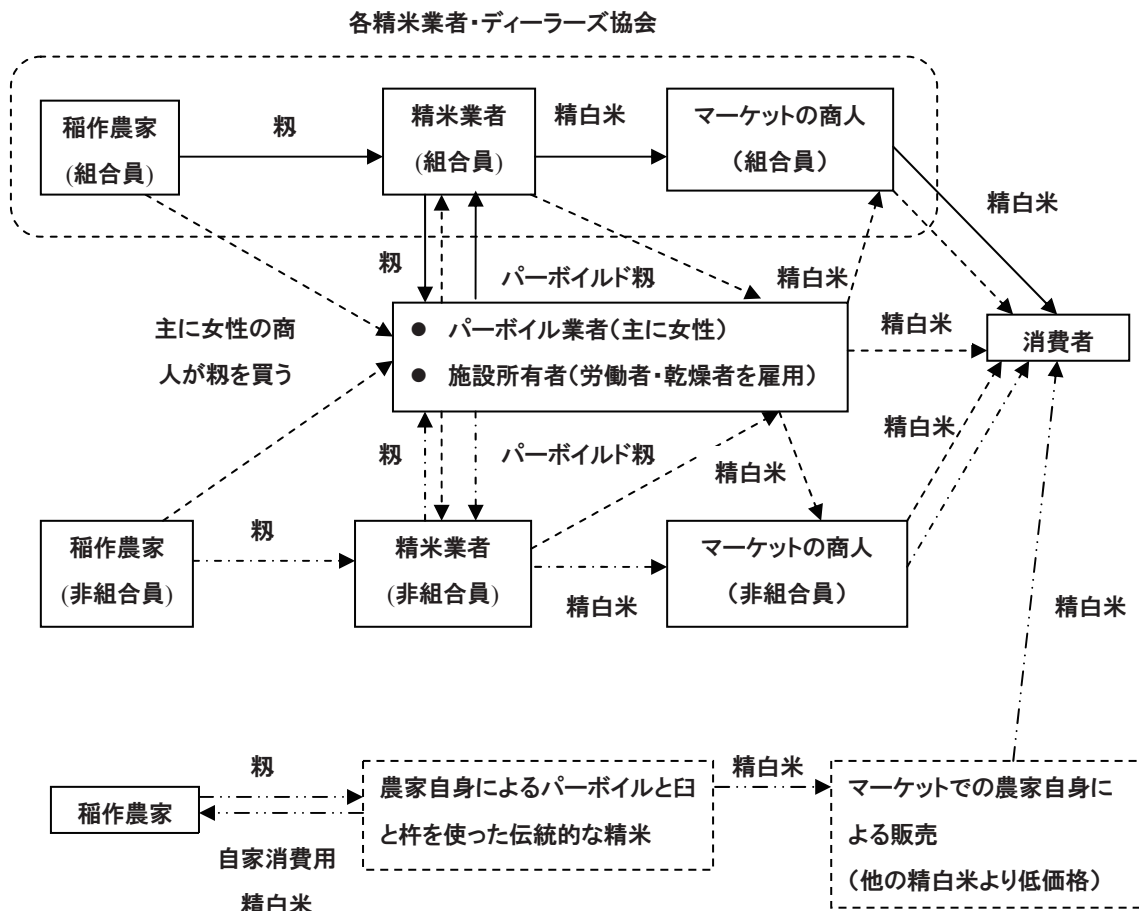 各精米業者・ディーラーズ協会
稲作農家
(組合員)
籾
精米業者
(組合員)
精白米
マーケットの商人
（組合員）
精白米
籾
パーボイルド籾
精白米
主に女性の商
人が籾を買う
● パーボイル業者（主に女性）
● 施設所有者（労働者・乾燥者を雇用）
精白米
消費者
籾
パーボイルド籾
精白米
精白米
稲作農家
(非組合員)
籾
精米業者
(非組合員)
精白米
マーケットの商人
（非組合員）
精白米
稲作農家
籾
自家消費用
精白米
農家自身によるパーボイルと臼
と杵を使った伝統的な精米
精白米
マーケットでの農家自身に
よる販売
（他の精白米より低価格）